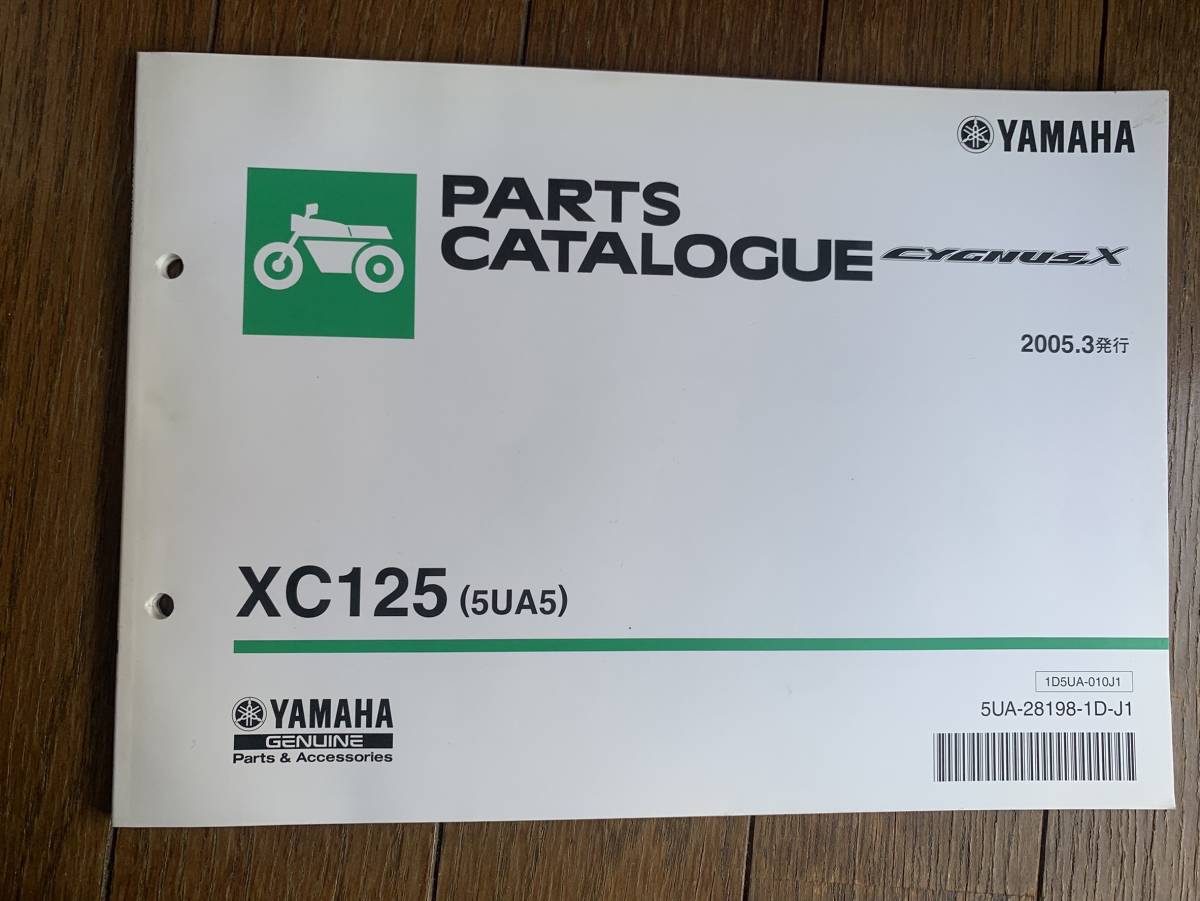 YAMAHA
PARTS
CATALOGUE CYGNUS X
2005.3発行
XC125 (5UA5)
1D5UA-010J1
5UA-28198-1D-J1
YAMAHA
GENUINE
Parts & Accessories